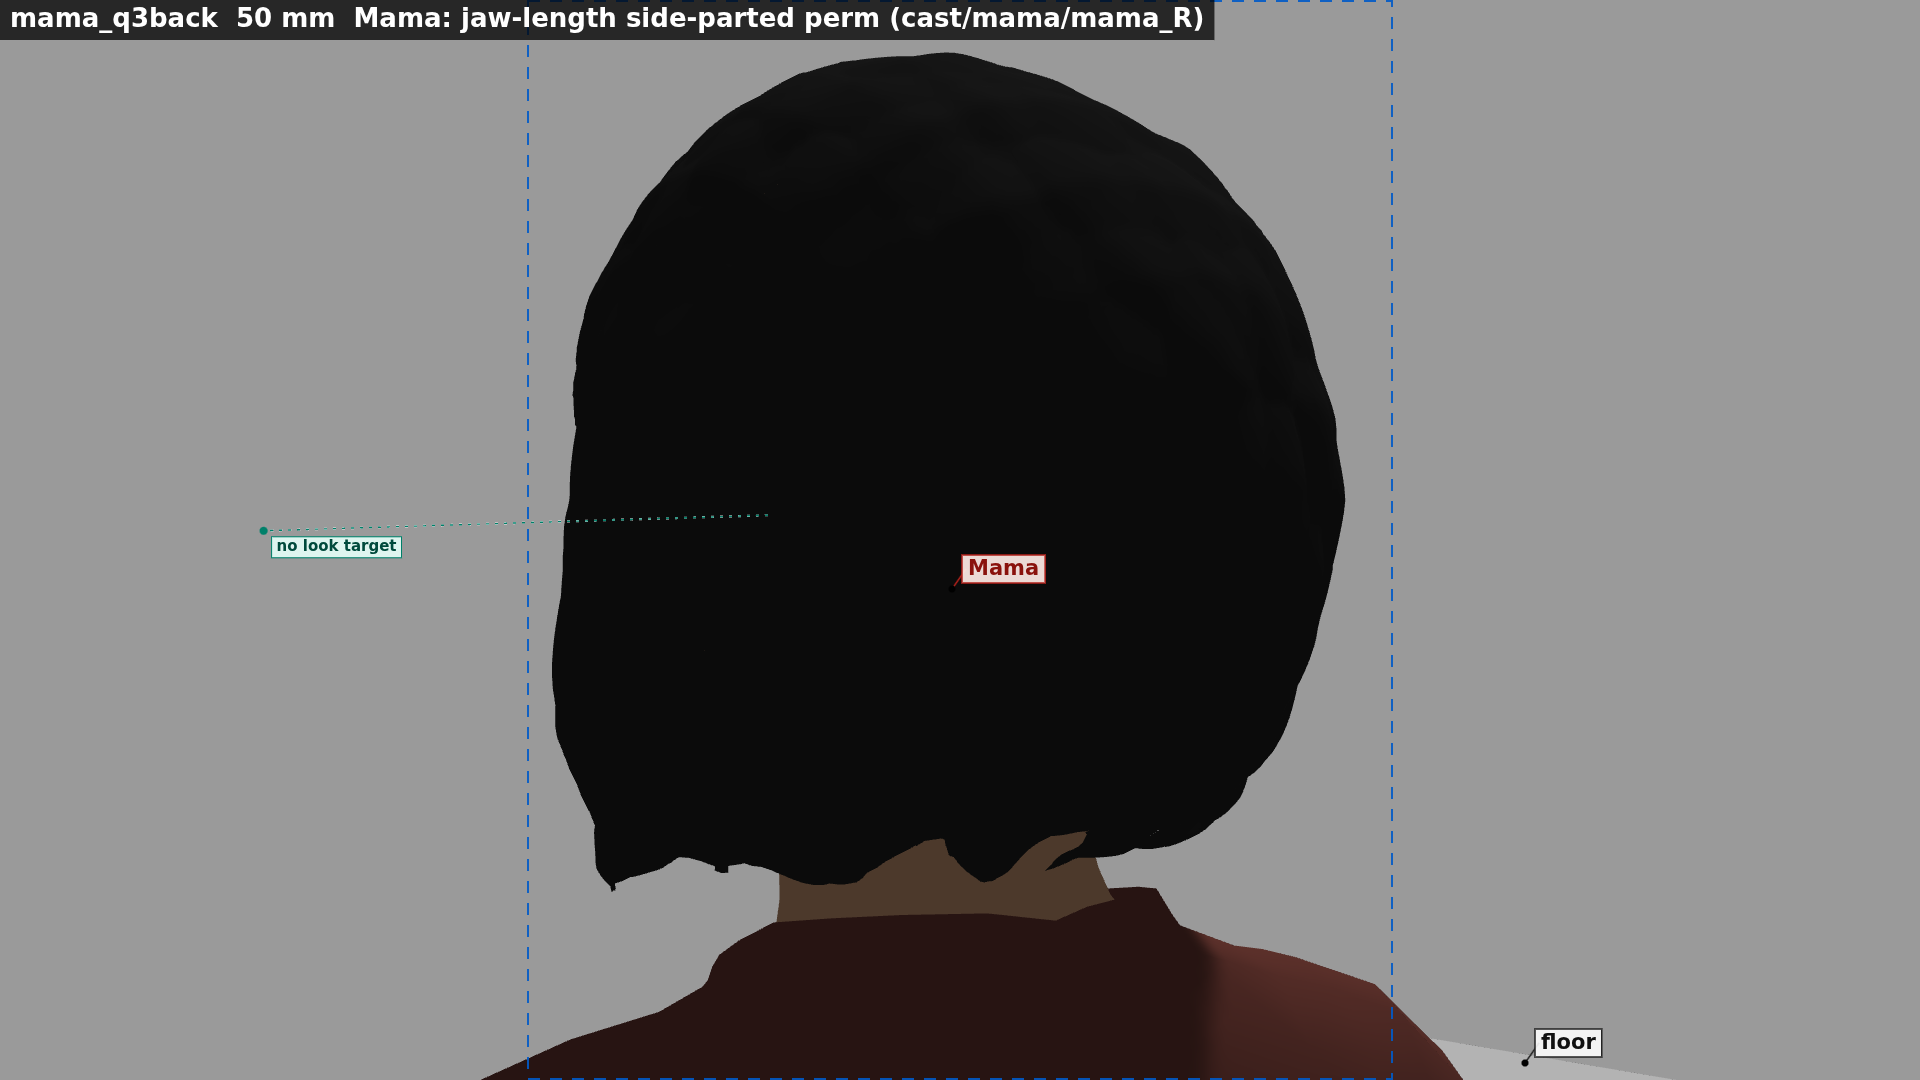 mama_q3back  50 mm  Mama: jaw-length side-parted perm (cast/mama/mama_R)
no look target
Mama
floor